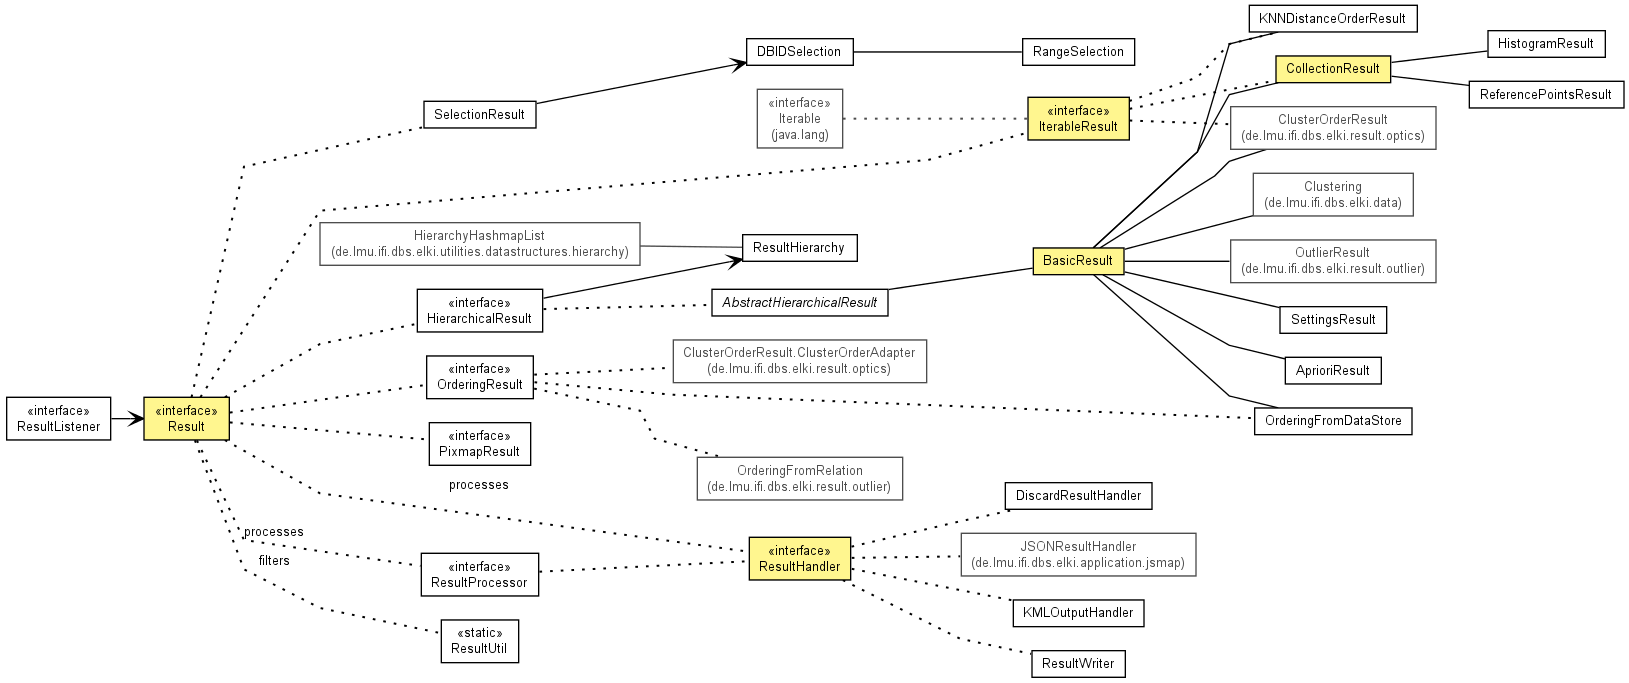 KNNDistanceOrderResult
HistogramResult
DBIDSelection
RangeSelection
CollectionResult
ReferencePointsResult
SelectionResult
«interface»
Iterable
(java.lang)
«interface»
IterableResult
ClusterOrderResult
(de.lmu.ifi.dbs.elki.result.optics)
Clustering
(de.lmu.ifi.dbs.elki.data)
HierarchyHashmapList
(de.lmu.ifi.dbs.elki.utilities.datastructures.hierarchy)
ResultHierarchy
BasicResult
OutlierResult
(de.lmu.ifi.dbs.elki.result.outlier)
«interface»
HierarchicalResult
AbstractHierarchicalResult
SettingsResult
«interface»
OrderingResult
ClusterOrderResult.ClusterOrderAdapter
(de.lmu.ifi.dbs.elki.result.optics)
AprioriResult
«interface»
ResultListener
«interface»
Result
OrderingFromDataStore
«interface»
PixmapResult
OrderingFromRelation
(de.lmu.ifi.dbs.elki.result.outlier)
processes
DiscardResultHandler
processes
filters
«interface»
ResultHandler
JSONResultHandler
(de.lmu.ifi.dbs.elki.application.jsmap)
«interface»
ResultProcessor
KMLOutputHandler
«static»
ResultUtil
ResultWriter